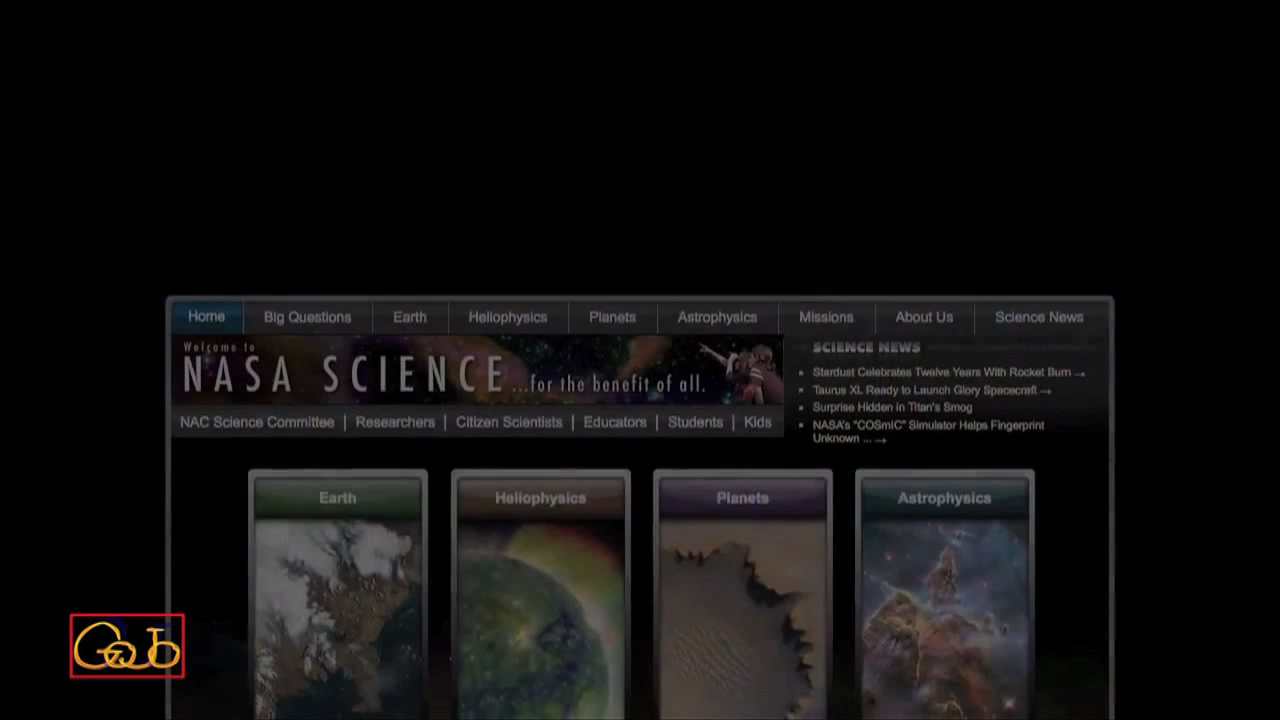 Home Big Questions Earth Heliophysics Planets Astrophysics Missions About Us Science News
Welcome to
NASA SCIENCE ...for the benefit of all.
NAC Science Committee | Researchers | Citizen Scientists | Educators | Students | Kids
SCIENCE NEWS
Stardust Celebrates Twelve Years With Rocket Burn →
Taurus XL Ready to Launch Glory Spacecraft →
Surprise Hidden in Titan's Smog
NASA's "COSmIC" Simulator Helps Fingerprint
Unknown ... →
Earth Heliophysics Planets Astrophysics